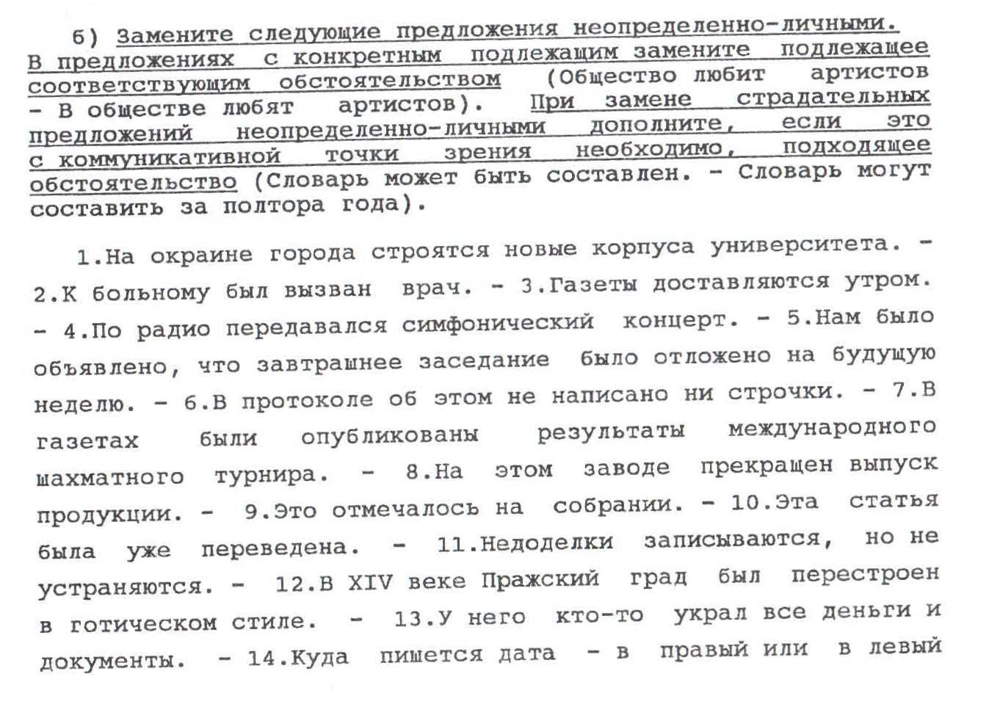 б) Замените следующие предложения неопределенно-личными.
В предложениях с конкретным подлежащим замените подлежащее
соответствующим обстоятельством (Общество любит артистов
- В обществе любят артистов). При замене страдательных
предложений неопределенно-личными дополните, если это
с коммуникативной точки зрения необходимо, подходящее
обстоятельство (Словарь может быть составлен. - Словарь могут
составить за полтора года).
1.На окраине города строятся новые корпуса университета. -
2.К больному был вызван врач. - 3.Газеты доставляются утром.
- 4.По радио передавался симфонический концерт. - 5.Нам было
объявлено, что завтрашнее заседание было отложено на будущую
неделю. - 6.В протоколе об этом не написано ни строчки. - 7.В
газетах были опубликованы результаты международного
шахматного турнира. - 8.На этом заводе прекращен выпуск
продукции. - 9.Это отмечалось на собрании. - 10.Эта статья
была уже переведена. - 11.Недоделки записываются, но не
устраняются. - 12.В XIV веке Пражский град был перестроен
в готическом стиле. - 13.У него кто-то украл все деньги и
документы. - 14.Куда пишется дата - в правый или в левый